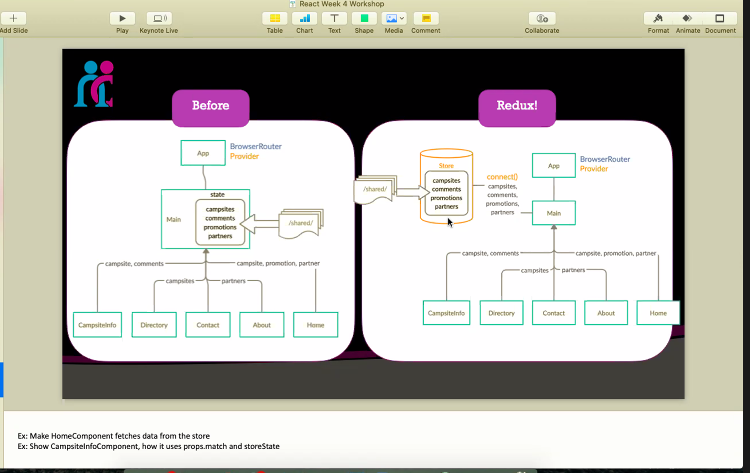 React Week 4 Workshop
Add Slide
Play
Keynote Live
Table
Chart
Text
Shape
Media
Comment
Collaborate
Format
Animate
Document
Before
App
BrowserRouter
Provider
state
Main
campsites
comments
promotions
partners
/shared/
campsite, comments
campsite, promotion, partner
campsites
partners
CampsiteInfo
Directory
Contact
About
Home
Redux!
/shared/
Store
campsites
comments
promotions
partners
connect()
campsites,
comments,
promotions,
partners
App
BrowserRouter
Provider
Main
campsite, comments
campsite, promotion, partner
campsites
partners
CampsiteInfo
Directory
Contact
About
Home
Ex: Make HomeComponent fetches data from the store
Ex: Show CampsiteInfoComponent, how it uses props.match and storeState